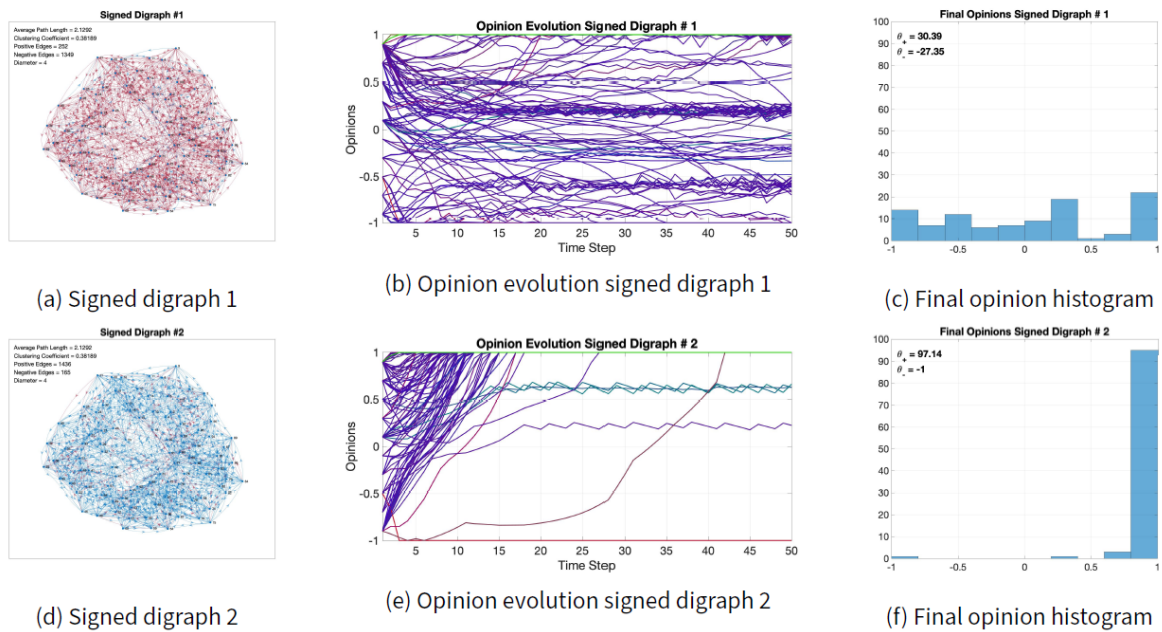 Signed Digraph #1
Average Path Length = 2.1292
Clustering Coefficient = 0.38189
Positive Edges = 252
Negative Edges = 1349
Diameter = 4
(a) Signed digraph 1
Opinion Evolution Signed Digraph # 1
Opinions
1
0.5
0
-0.5
-1
5 10 15 20 25 30 35 40 45 50
Time Step
(b) Opinion evolution signed digraph 1
Final Opinions Signed Digraph # 1
θ+ = 30.39
θ- = -27.35
100
90
80
70
60
50
40
30
20
10
0
-1 -0.5 0 0.5 1
(c) Final opinion histogram
Signed Digraph #2
Average Path Length = 2.1292
Clustering Coefficient = 0.38189
Positive Edges = 1436
Negative Edges = 165
Diameter = 4
(d) Signed digraph 2
Opinion Evolution Signed Digraph # 2
Opinions
1
0.5
0
-0.5
-1
5 10 15 20 25 30 35 40 45 50
Time Step
(e) Opinion evolution signed digraph 2
Final Opinions Signed Digraph # 2
θ+ = 97.14
θ- = -1
100
90
80
70
60
50
40
30
20
10
0
-1 -0.5 0 0.5 1
(f) Final opinion histogram